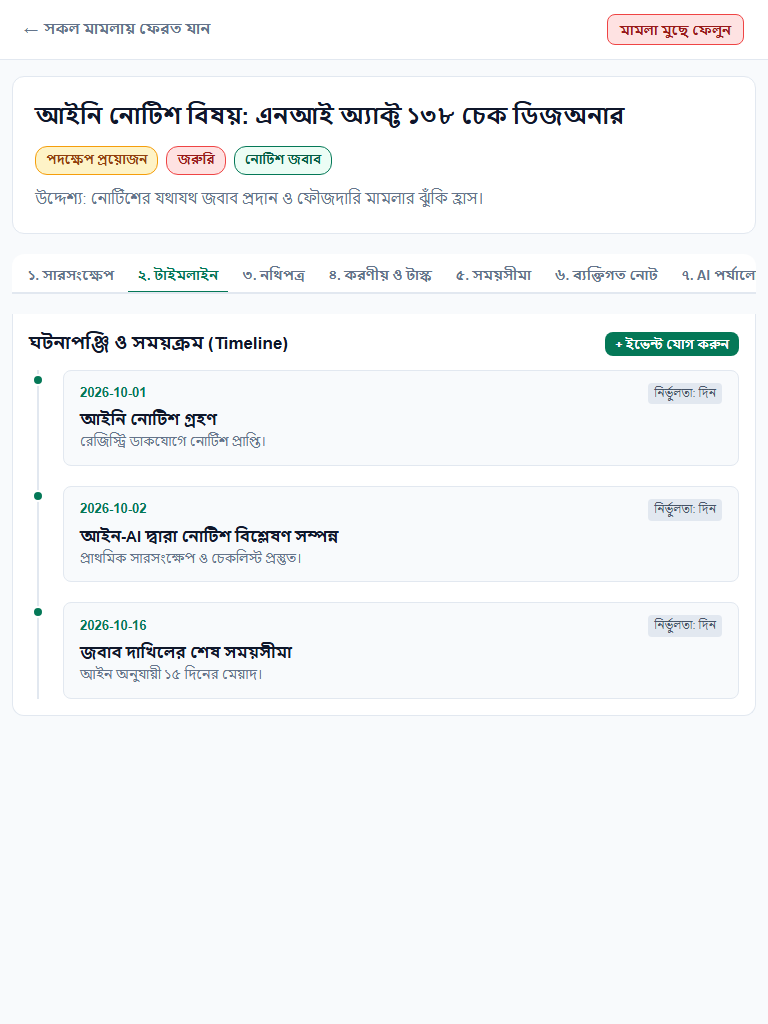 ← সকল মামলায় ফেরত যান
মামলা মুছে ফেলুন
আইনি নোটিশ বিষয়: এনআই অ্যাক্ট ১৩৮ চেক ডিজঅনার
পদক্ষেপ প্রয়োজন
জরুরি
নোটিশ জবাব
উদ্দেশ্য: নোটিশের যথাযথ জবাব প্রদান ও ফৌজদারি মামলার ঝুঁকি হ্রাস।
১. সারসংক্ষেপ
২. টাইমলাইন
৩. নথিপত্র
৪. করণীয় ও টাস্ক
৫. সময়সীমা
৬. ব্যক্তিগত নোট
৭. AI পর্যালো
ঘটনাপঞ্জি ও সময়ক্রম (Timeline)
+ ইভেন্ট যোগ করুন
2026-10-01
নির্ভুলতা: দিন
আইনি নোটিশ গ্রহণ
রেজিস্ট্রি ডাকযোগে নোটিশ প্রাপ্তি।
2026-10-02
নির্ভুলতা: দিন
আইন-AI দ্বারা নোটিশ বিশ্লেষণ সম্পন্ন
প্রাথমিক সারসংক্ষেপ ও চেকলিস্ট প্রস্তুত।
2026-10-16
নির্ভুলতা: দিন
জবাব দাখিলের শেষ সময়সীমা
আইন অনুযায়ী ১৫ দিনের মেয়াদ।